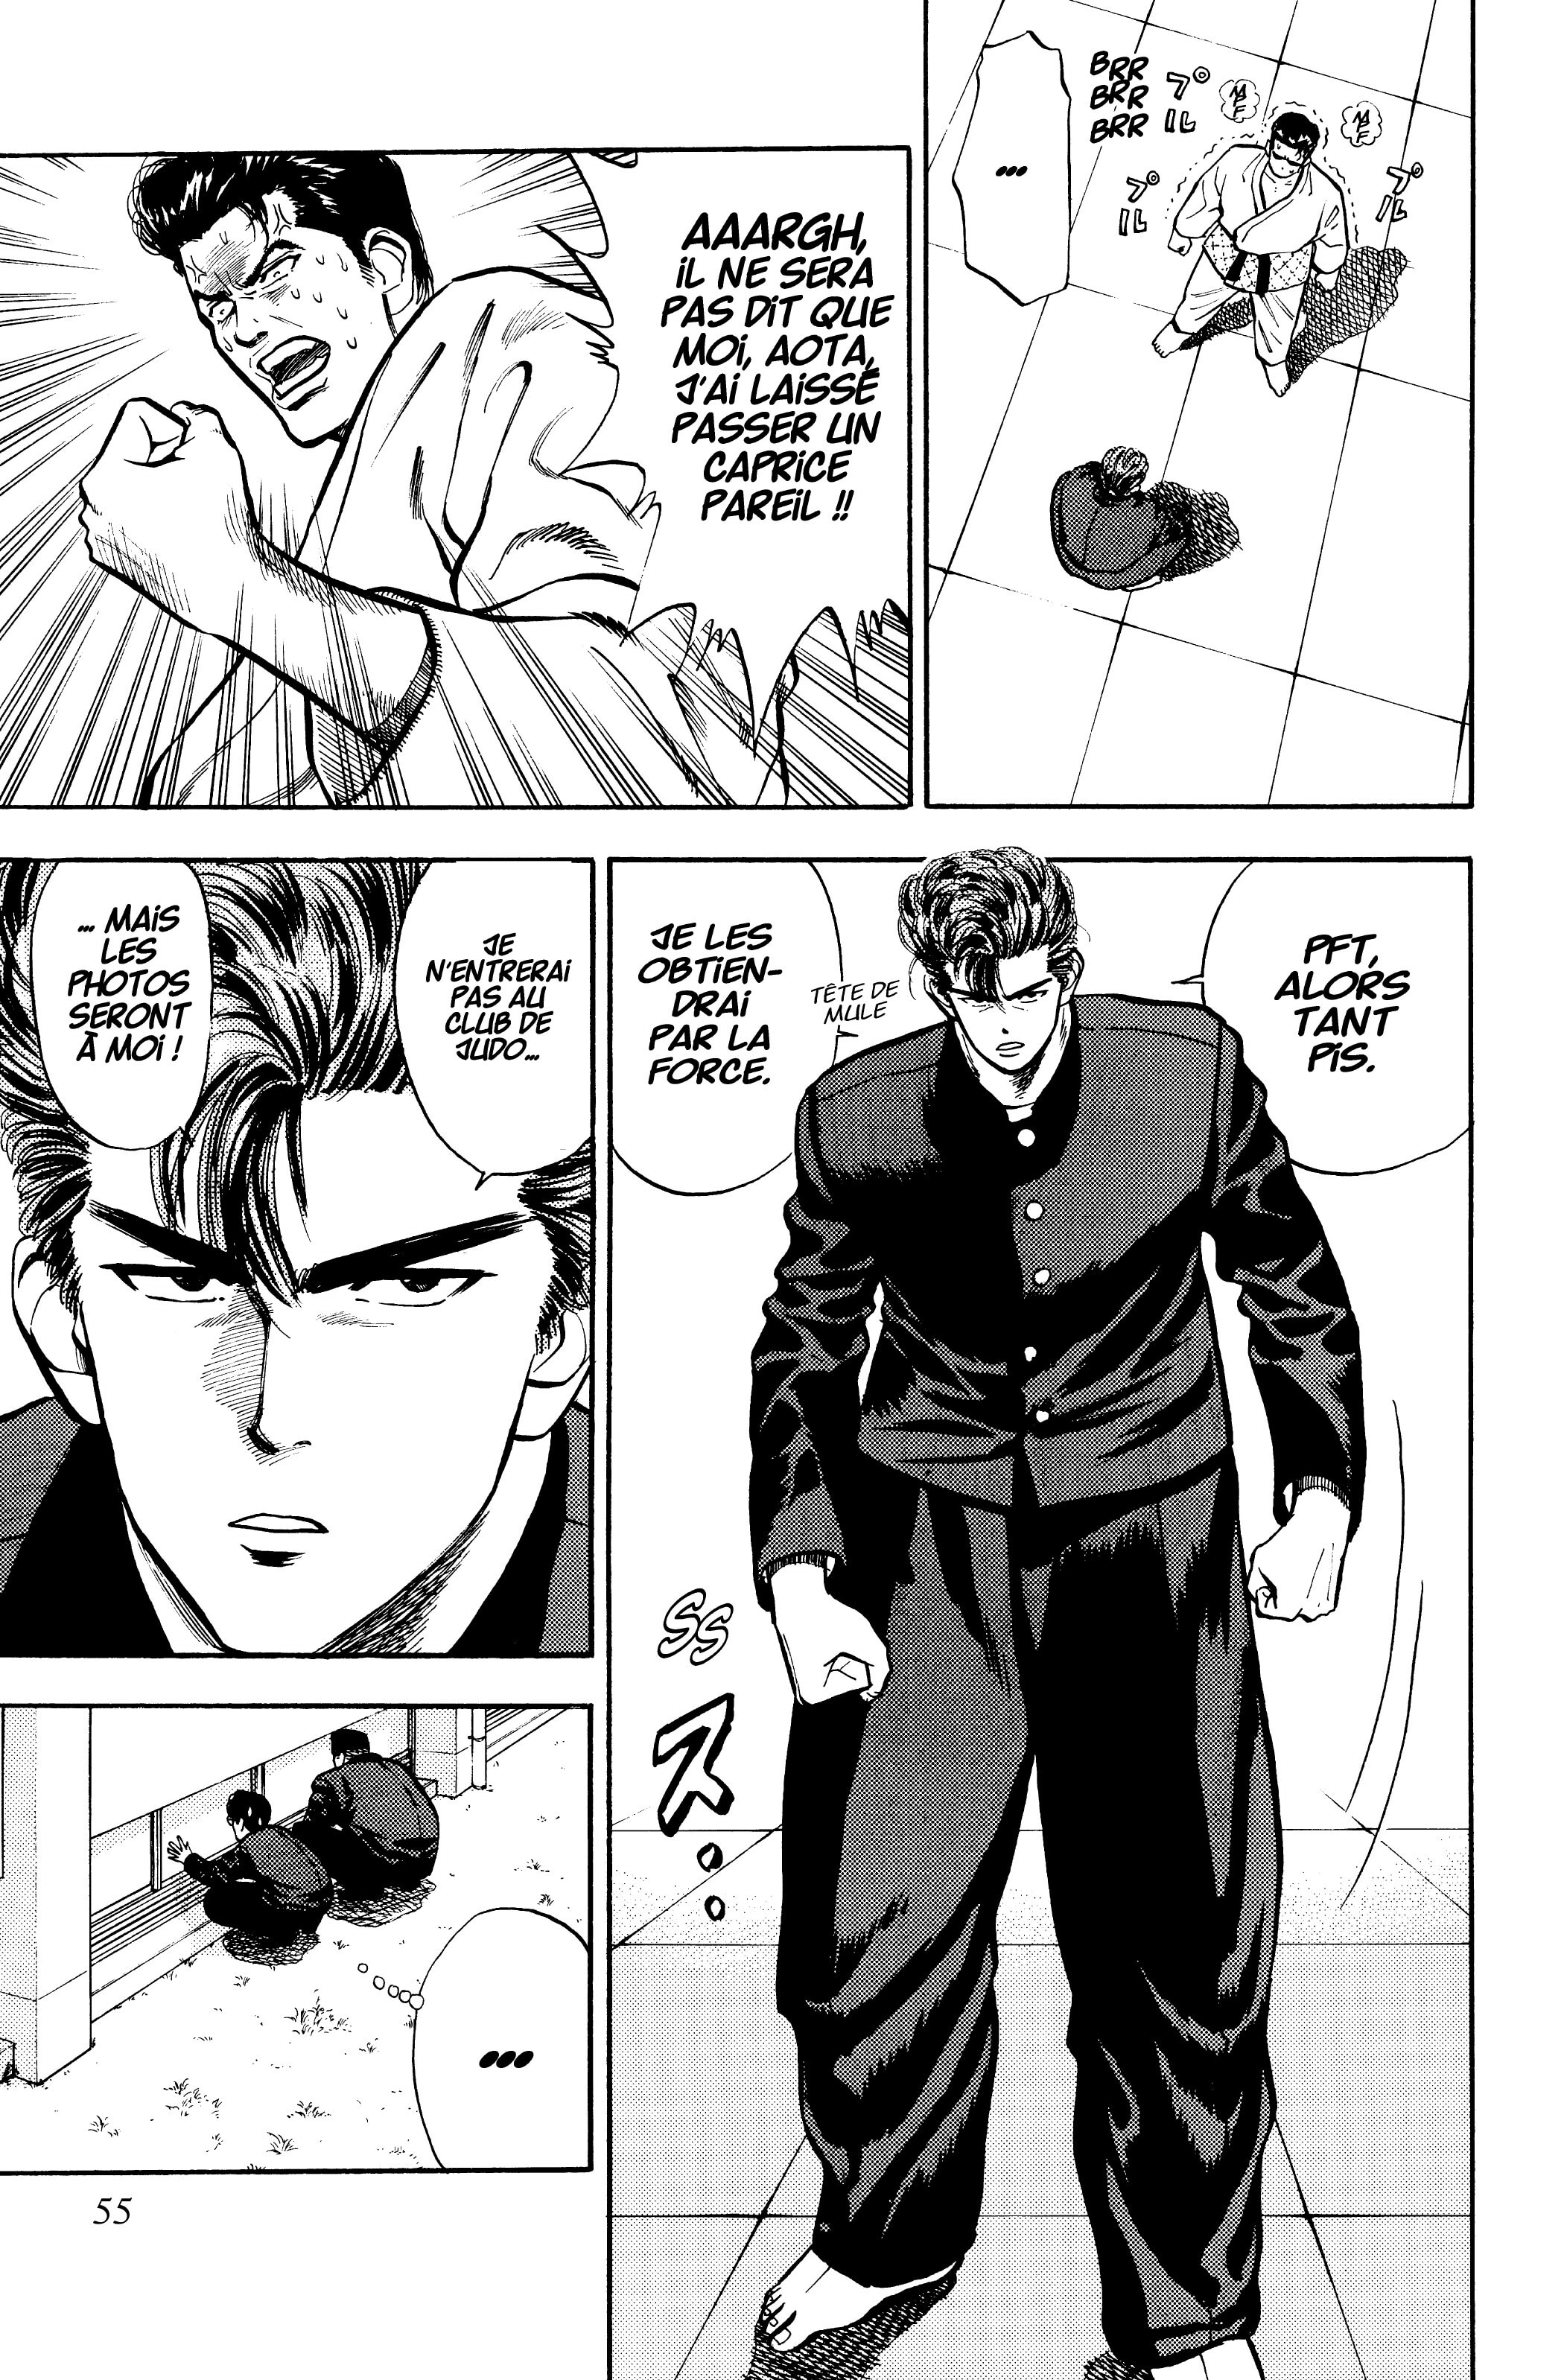 ...
BRR
BRR
BRR
プル
プル
プル
MF
MF
AAARGH,
IL NE SERA
PAS DIT QUE
MOI, AOTA,
J'AI LAISSÉ
PASSER UN
CAPRICE
PAREIL !!
PFT,
ALORS
TANT
PIS.
JE LES
OBTIEN-
DRAI
PAR LA
FORCE.
TÊTE DE
MULE
SS
ス..
JE
N'ENTRERAI
PAS AU
CLUB DE
JUDO...
... MAIS
LES
PHOTOS
SERONT
À MOI !
...
55